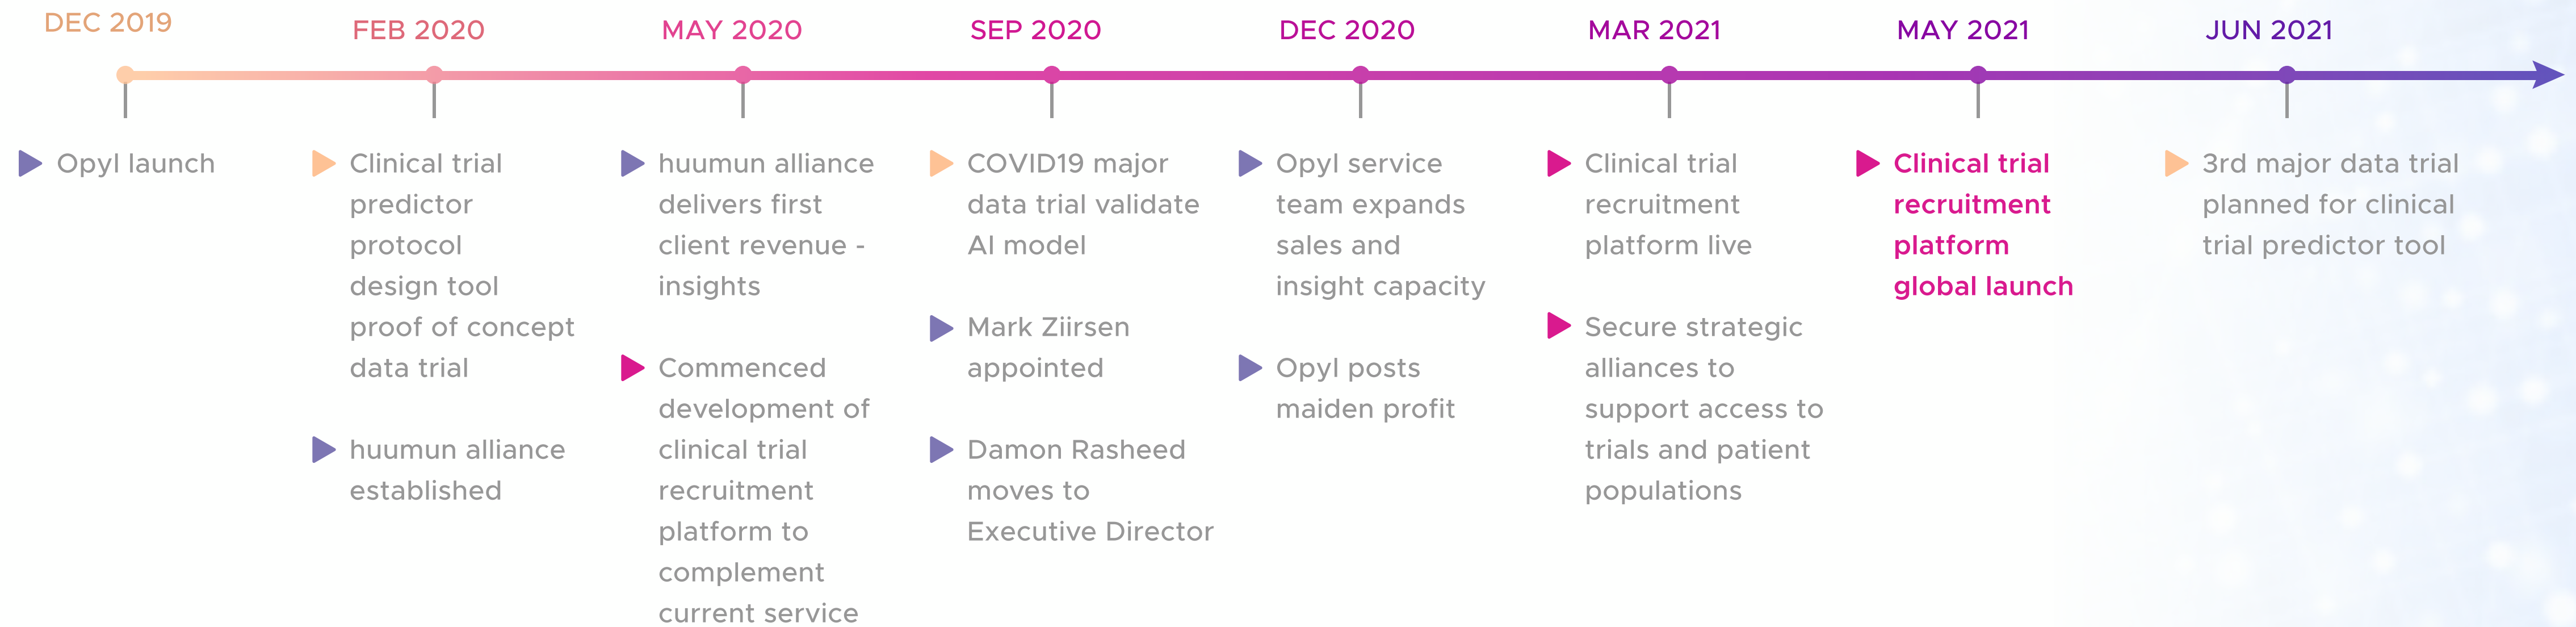 DEC 2019
FEB 2020
MAY 2020
SEP 2020
DEC 2020
MAR 2021
MAY 2021
JUN 2021
Opyl launch
Clinical trial
predictor
protocol
design tool
proof of concept
data trial
huumun alliance
established
huumun alliance
delivers first
client revenue -
insights
Commenced
development of
clinical trial
recruitment
platform to
complement
current service
COVID19 major
data trial validate
AI model
Mark Ziirsen
appointed
Damon Rasheed
moves to
Executive Director
Opyl service
team expands
sales and
insight capacity
Opyl posts
maiden profit
Clinical trial
recruitment
platform live
Secure strategic
alliances to
support access to
trials and patient
populations
Clinical trial
recruitment
platform
global launch
3rd major data trial
planned for clinical
trial predictor tool